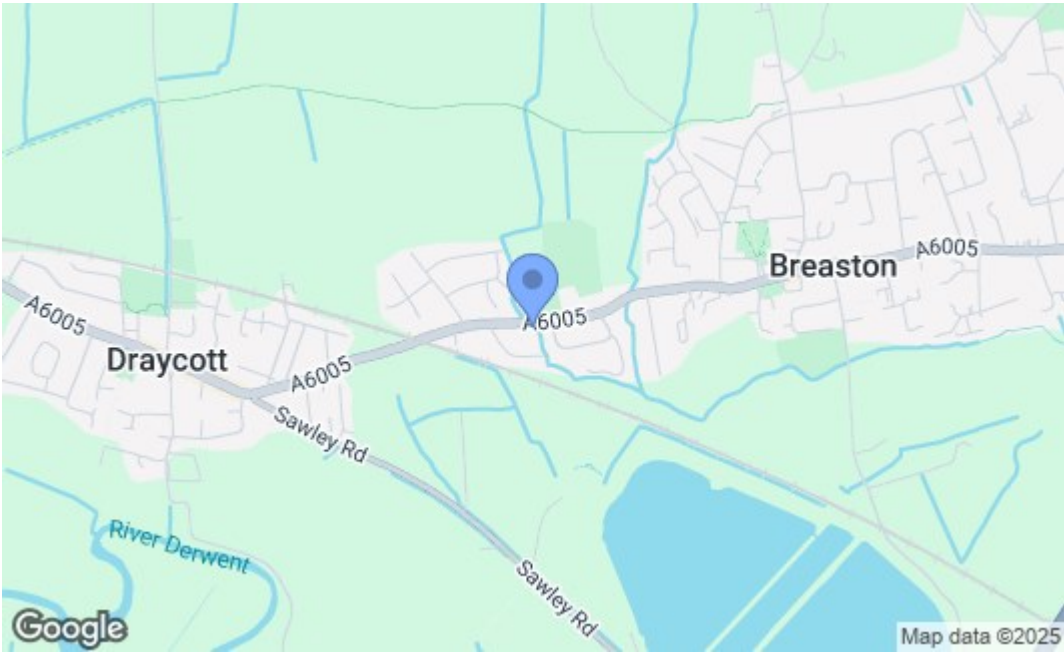 A6005
Breaston
A6005
A6005
Draycott
A6005
Sawley Rd
River Derwent
Sawley Rd
Google
Map data ©2025